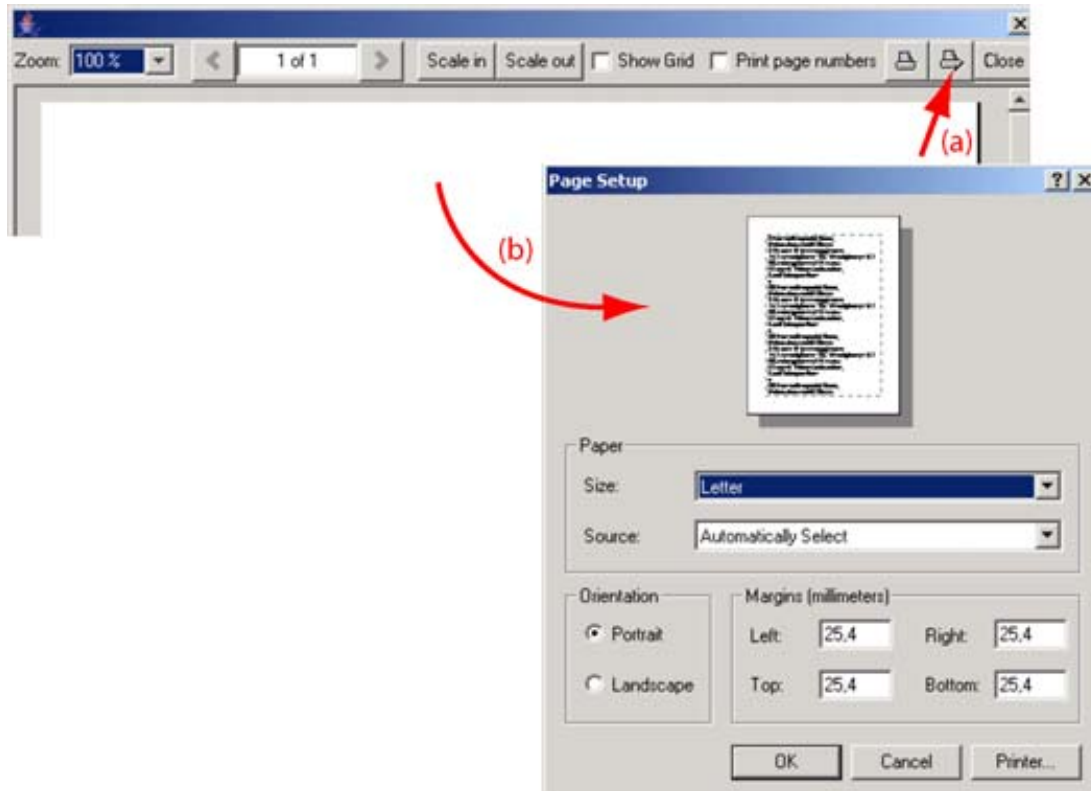 Zoom: 100 % 1 of 1 Scale in Scale out Show Grid Print page numbers Close
(a)
Page Setup
(b)
Paper
Size: Letter
Source: Automatically Select
Orientation Margins (millimeters)
Portrait Left: 25,4 Right: 25,4
Landscape Top: 25,4 Bottom: 25,4
OK Cancel Printer...